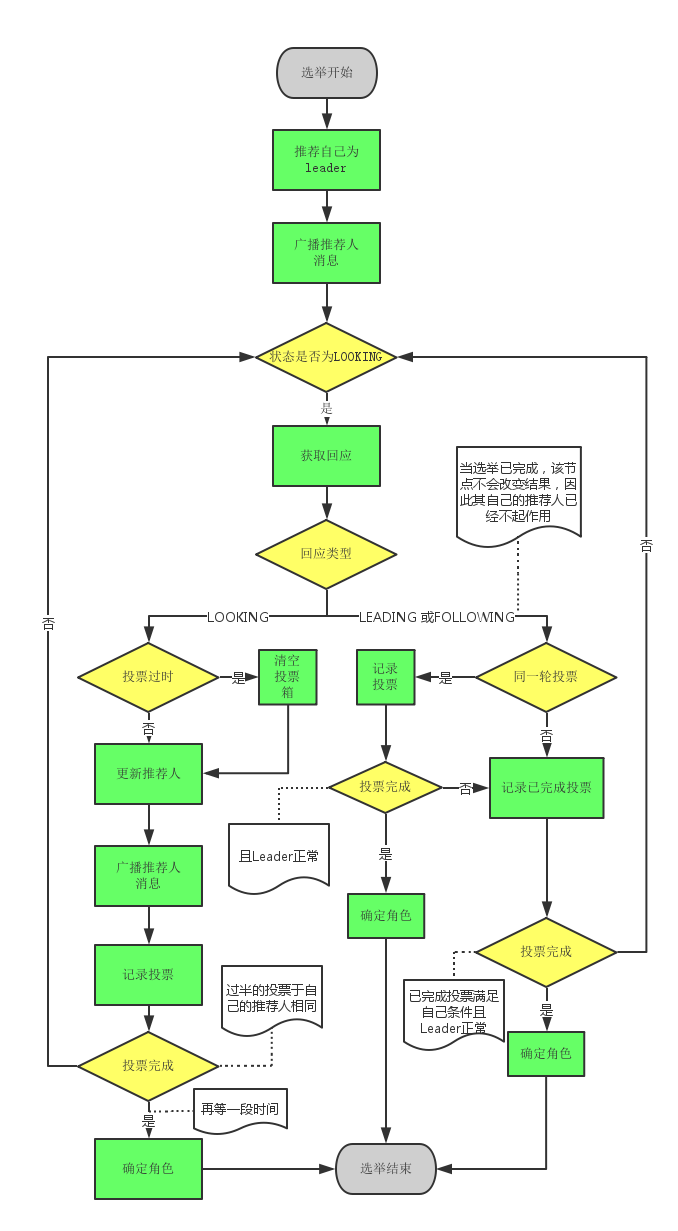 选举开始
推荐自己为
leader
广播推荐人
消息
状态是否为LOOKING
是
获取回应
当选举已完成，该节
点不会改变结果，因
此其自己的推荐人已
经不起作用
否
回应类型
LOOKING
LEADING 或FOLLOWING
否
投票过时
是
清空
投票
箱
记录
投票
是
同一轮投票
否
否
更新推荐人
投票完成
否
记录已完成投票
且Leader正常
是
广播推荐人
消息
确定角色
投票完成
记录投票
过半的投票于自
己的推荐人相同
已完成投票满足
自己条件且
Leader正常
是
投票完成
确定角色
再等一段时间
是
确定角色
选举结束